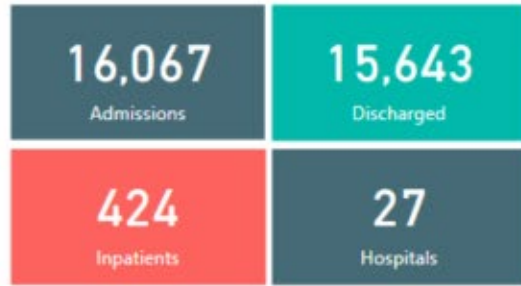 16,067
Admissions
15,643
Discharged
424
Inpatients
27
Hospitals